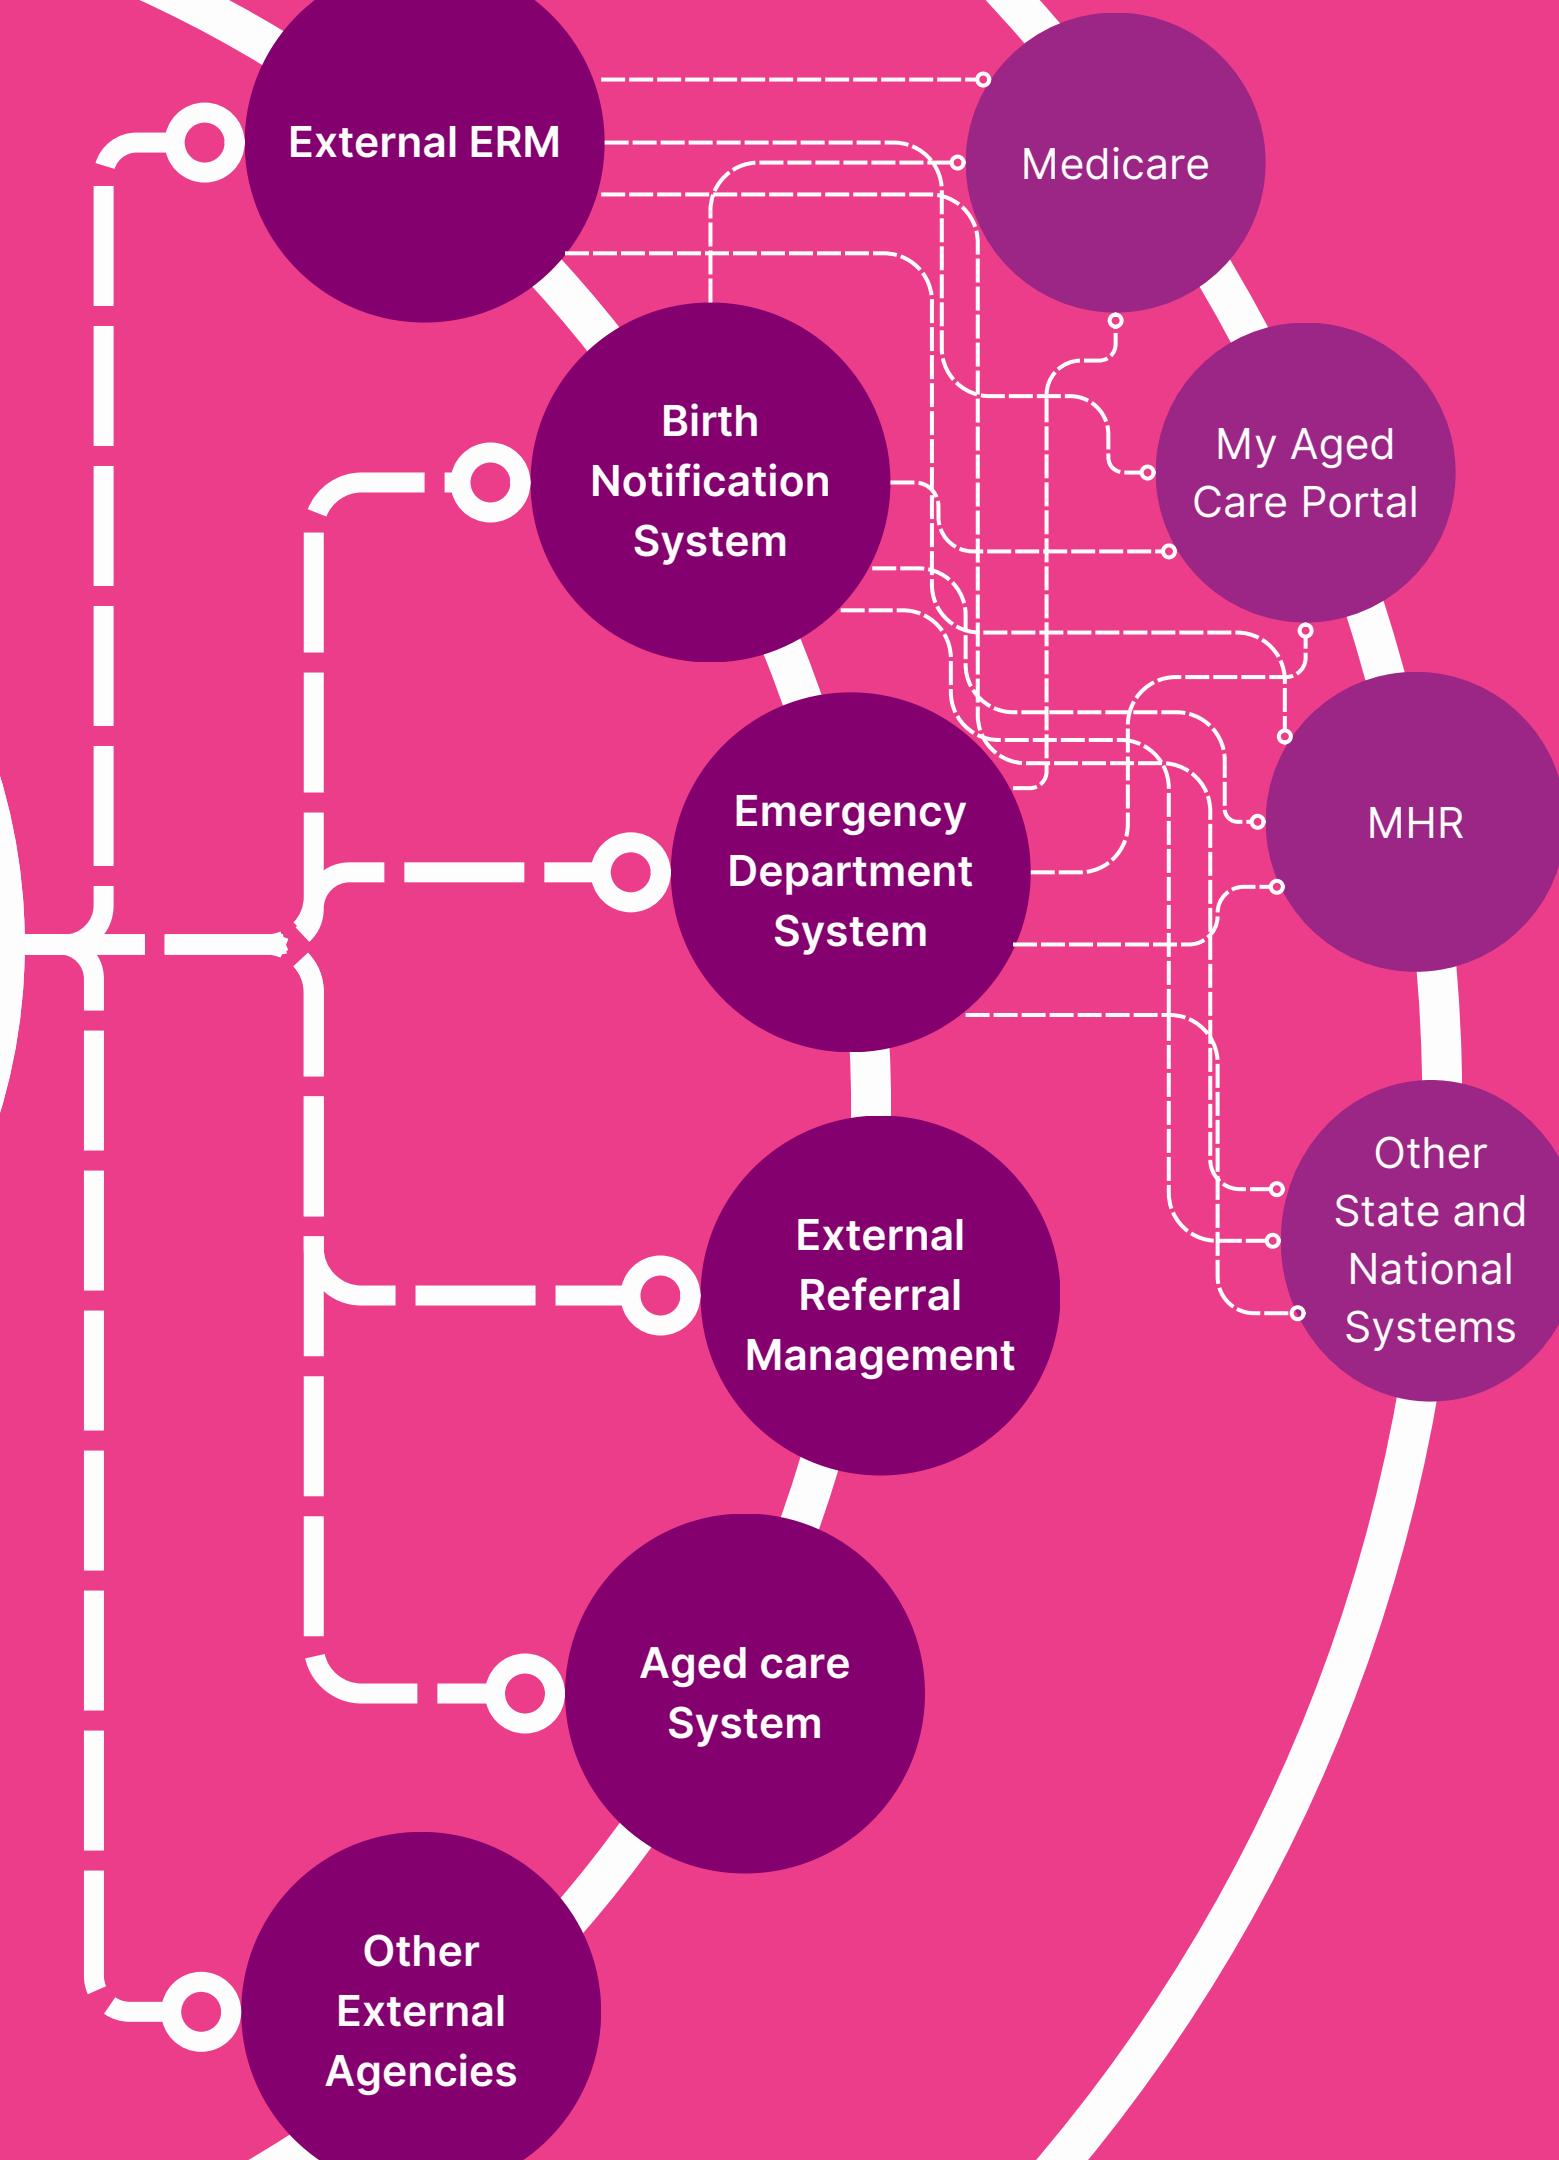 External ERM
Medicare
Birth
Notification
System
My Aged
Care Portal
Emergency
Department
System
MHR
External
Referral
Management
Other
State and
National
Systems
Aged care
System
Other
External
Agencies